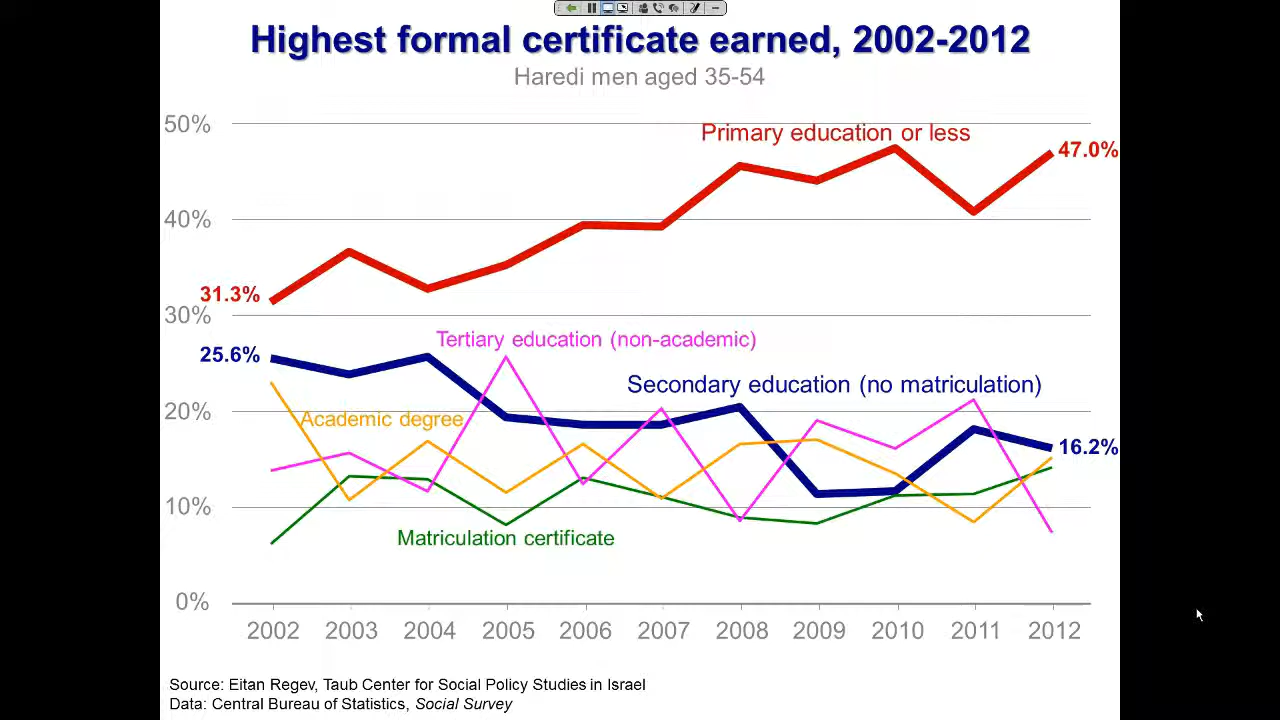 Highest formal certificate earned, 2002-2012
Haredi men aged 35-54
50%
Primary education or less
47.0%
40%
31.3%
30%
Tertiary education (non-academic)
25.6%
Secondary education (no matriculation)
20%
Academic degree
16.2%
10%
Matriculation certificate
0%
2002 2003 2004 2005 2006 2007 2008 2009 2010 2011 2012
Source: Eitan Regev, Taub Center for Social Policy Studies in Israel
Data: Central Bureau of Statistics, Social Survey